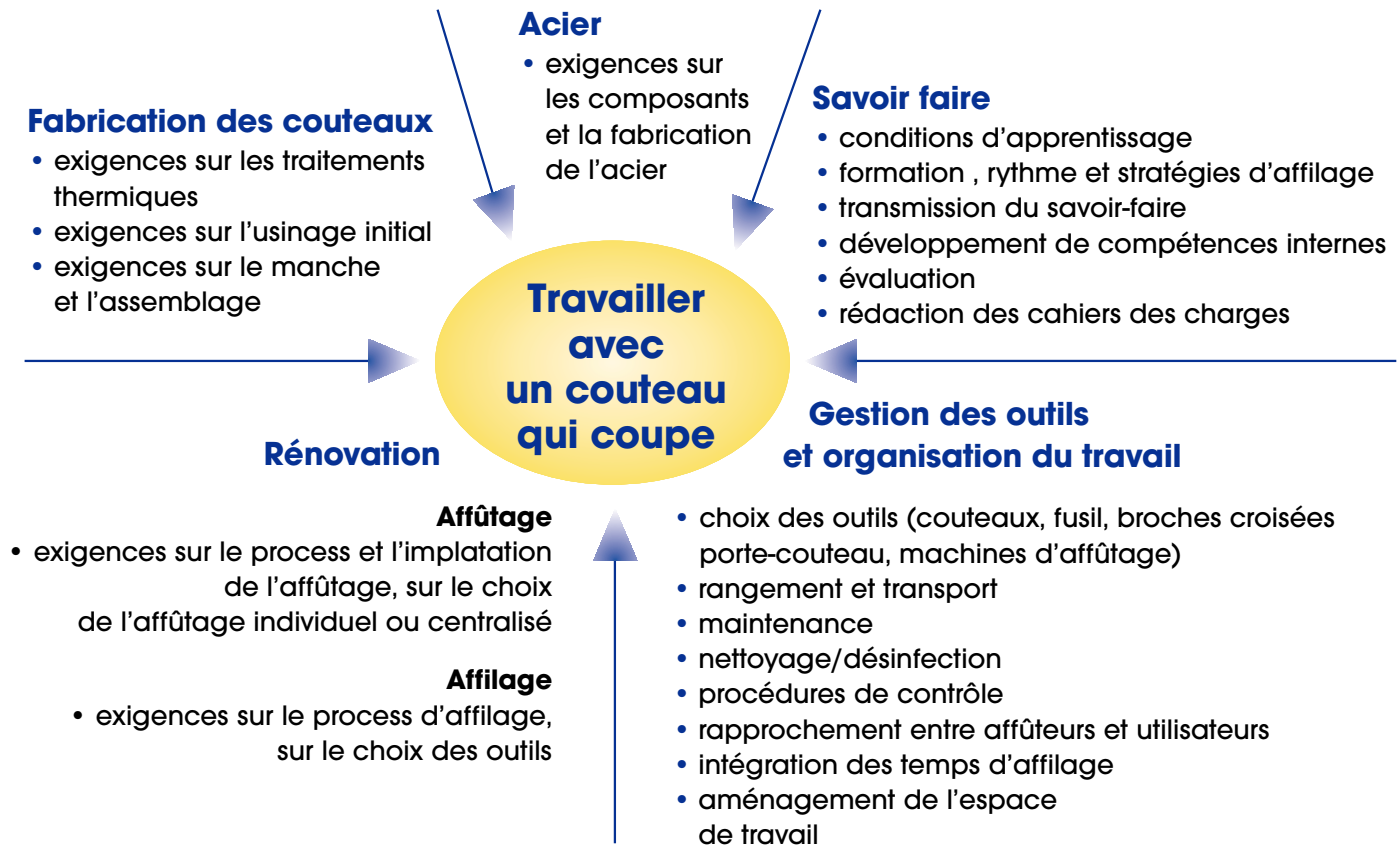 Acier
• exigences sur
les composants
et la fabrication
de l'acier
Fabrication des couteaux
• exigences sur les traitements
thermiques
• exigences sur l'usinage initial
• exigences sur le manche
et l'assemblage
Savoir faire
• conditions d'apprentissage
• formation , rythme et stratégies d'affilage
• transmission du savoir-faire
• développement de compétences internes
• évaluation
• rédaction des cahiers des charges
Travailler
avec
un couteau
qui coupe
Rénovation
Affûtage
• exigences sur le process et l'implatation
de l'affûtage, sur le choix
de l'affûtage individuel ou centralisé
Affilage
• exigences sur le process d'affilage,
sur le choix des outils
Gestion des outils
et organisation du travail
• choix des outils (couteaux, fusil, broches croisées
porte-couteau, machines d'affûtage)
• rangement et transport
• maintenance
• nettoyage/désinfection
• procédures de contrôle
• rapprochement entre affûteurs et utilisateurs
• intégration des temps d'affilage
• aménagement de l'espace
de travail